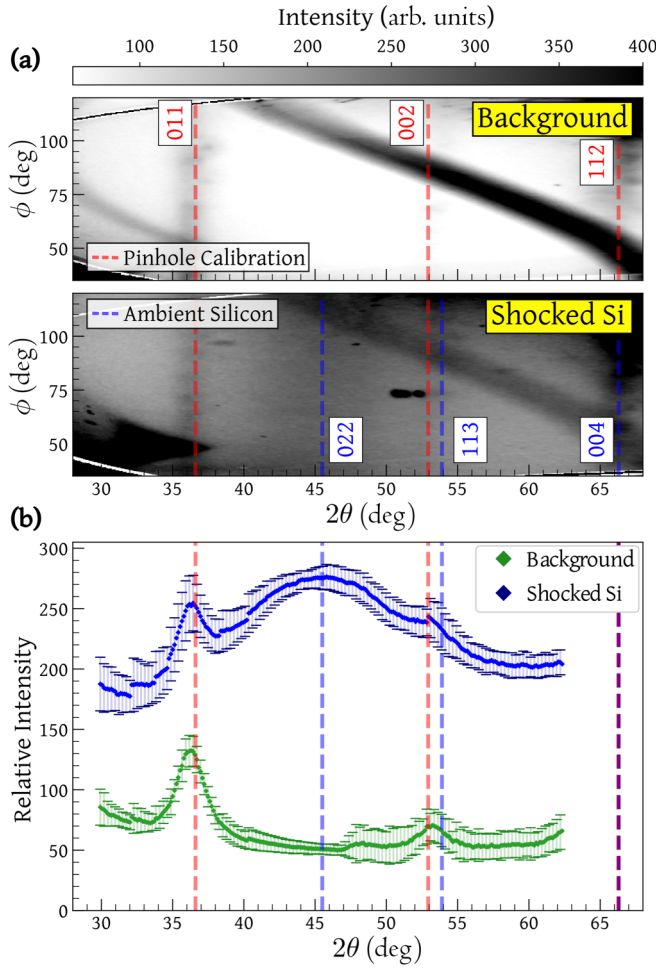 Intensity (arb. units)
100 150 200 250 300 350 400
(a)
011
002
112
Background
100
75
50
ϕ (deg)
Pinhole Calibration
Ambient Silicon
Shocked Si
100
75
50
ϕ (deg)
022
113
004
30 35 40 45 50 55 60 65
2θ (deg)
(b)
300
250
200
150
100
50
0
Relative Intensity
Background
Shocked Si
30 35 40 45 50 55 60 65
2θ (deg)